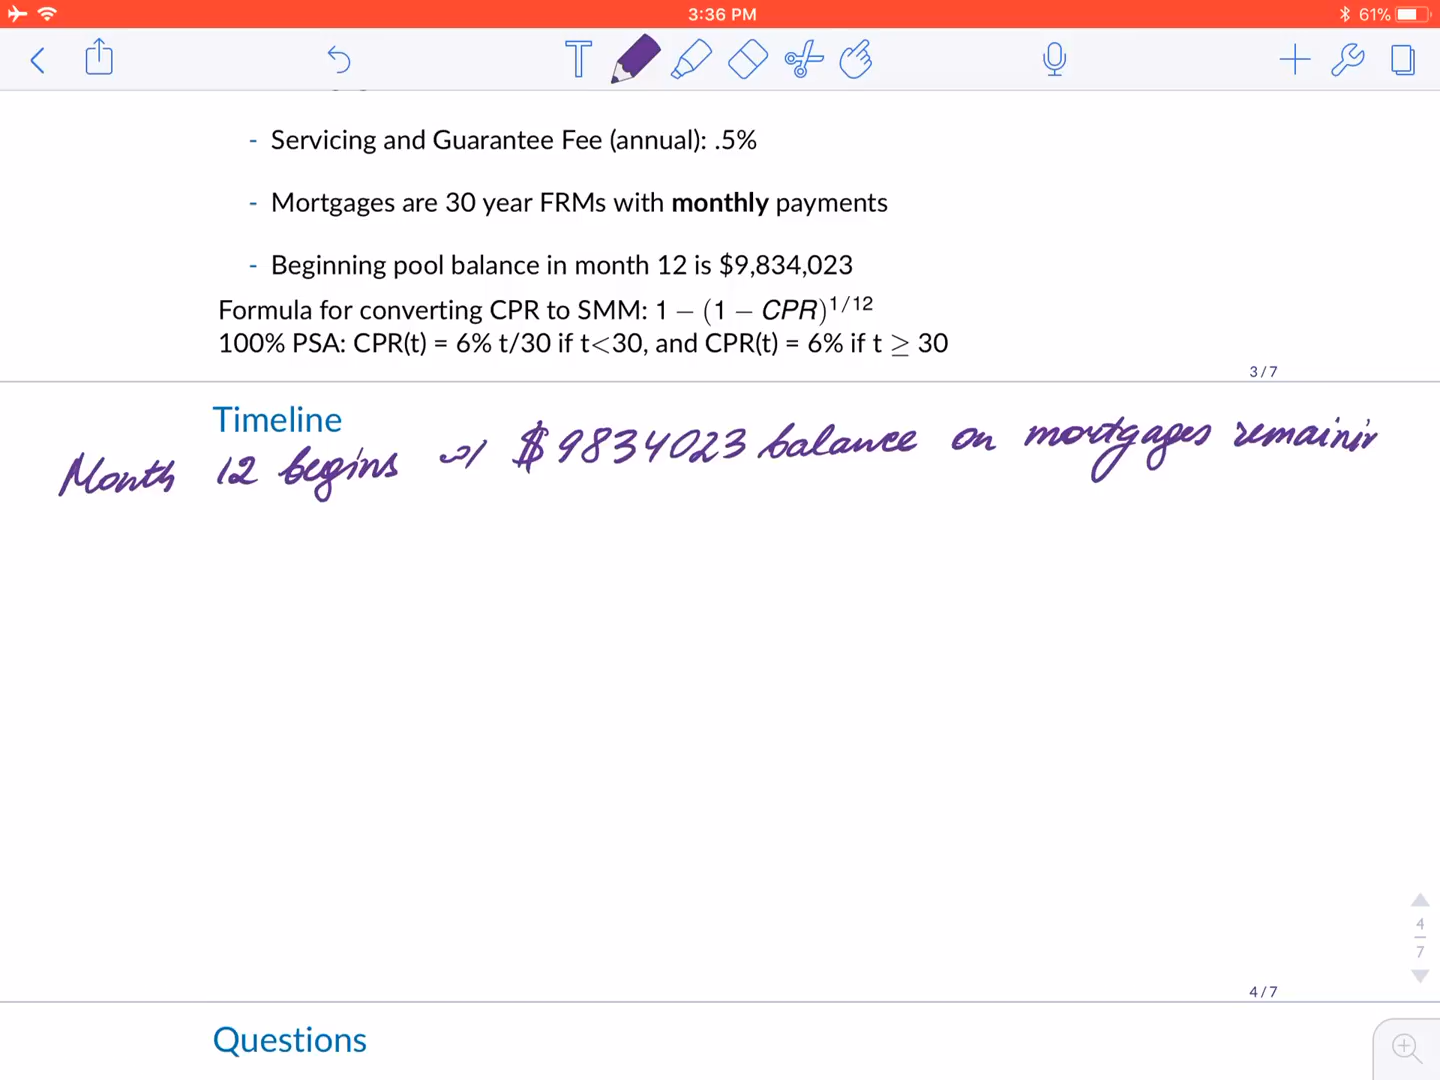 3:36 PM
61%
T
- Servicing and Guarantee Fee (annual): .5%
- Mortgages are 30 year FRMs with monthly payments
- Beginning pool balance in month 12 is $9,834,023
Formula for converting CPR to SMM: 1 − (1 − CPR)^1/12
100% PSA: CPR(t) = 6% t/30 if t<30, and CPR(t) = 6% if t ≥ 30
3 / 7
Timeline
Month 12 begins w/ $9834023 balance on mortgages remainin
4
7
4 / 7
Questions